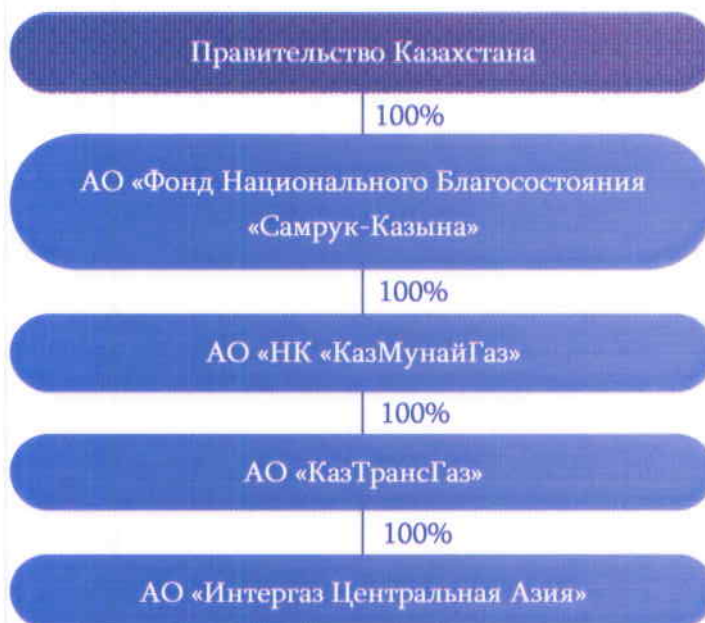 Правительство Казахстана
100%
АО «Фонд Национального Благосостояния
«Самрук-Казына»
100%
АО «НК «КазМунайГаз»
100%
АО «КазТрансГаз»
100%
АО «Интергаз Центральная Азия»